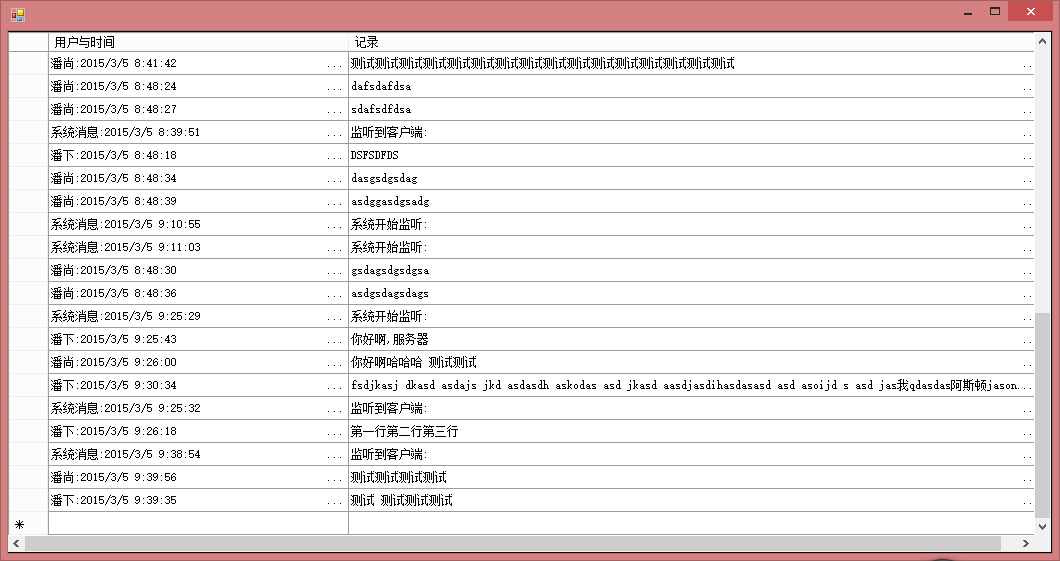 用户与时间 记录
潘尚:2015/3/5 8:41:42 ... 测试测试测试测试测试测试测试测试测试测试测试测试测试测试测试测试 ..
潘尚:2015/3/5 8:48:24 ... dafsdafdsa ..
潘尚:2015/3/5 8:48:27 ... sdafsdfdsa ..
系统消息:2015/3/5 8:39:51 ... 监听到客户端: ..
潘下:2015/3/5 8:48:18 ... DSFSDFDS ..
潘尚:2015/3/5 8:48:34 ... dasgsdgsdag ..
潘尚:2015/3/5 8:48:39 ... asdggasdgsadg ..
系统消息:2015/3/5 9:10:55 ... 系统开始监听: ..
系统消息:2015/3/5 9:11:03 ... 系统开始监听: ..
潘尚:2015/3/5 8:48:30 ... gsdagsdgsdgsa ..
潘尚:2015/3/5 8:48:36 ... asdgsdagsdags ..
系统消息:2015/3/5 9:25:29 ... 系统开始监听: ..
潘下:2015/3/5 9:25:43 ... 你好啊,服务器 ..
潘尚:2015/3/5 9:26:00 ... 你好啊哈哈哈 测试测试 ..
潘下:2015/3/5 9:30:34 ... fsdjkasj dkasd asdajs jkd asdasdh askodas asd jkasd aasdjasdihasdasasd asd asoijd s asd jas我qdasdas阿斯顿jason...
系统消息:2015/3/5 9:25:32 ... 监听到客户端: ..
潘下:2015/3/5 9:26:18 ... 第一行第二行第三行 ..
系统消息:2015/3/5 9:38:54 ... 监听到客户端: ..
潘尚:2015/3/5 9:39:56 ... 测试测试测试测试 ..
潘下:2015/3/5 9:39:35 ... 测试 测试测试测试 ..